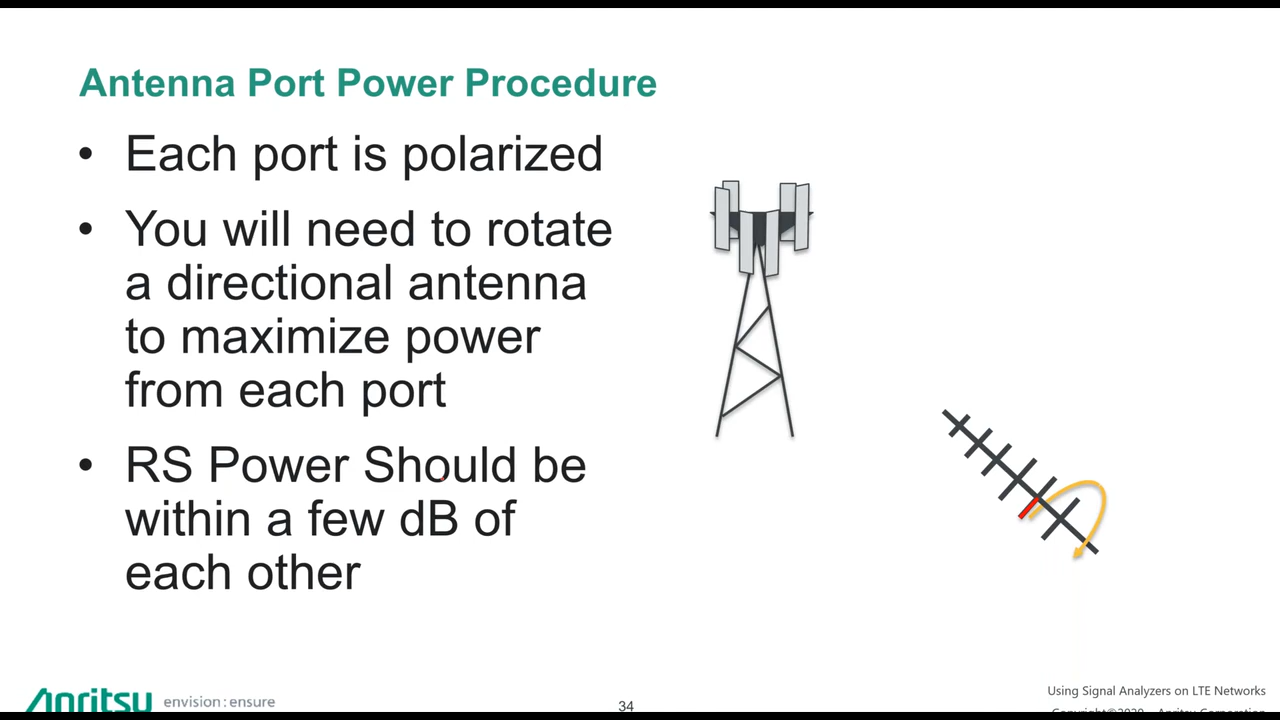 Antenna Port Power Procedure
• Each port is polarized
• You will need to rotate
a directional antenna
to maximize power
from each port
• RS Power Should be
within a few dB of
each other
Anritsu envision : ensure
34
Using Signal Analyzers on LTE Networks
Copyright©2020 Anritsu Corporation